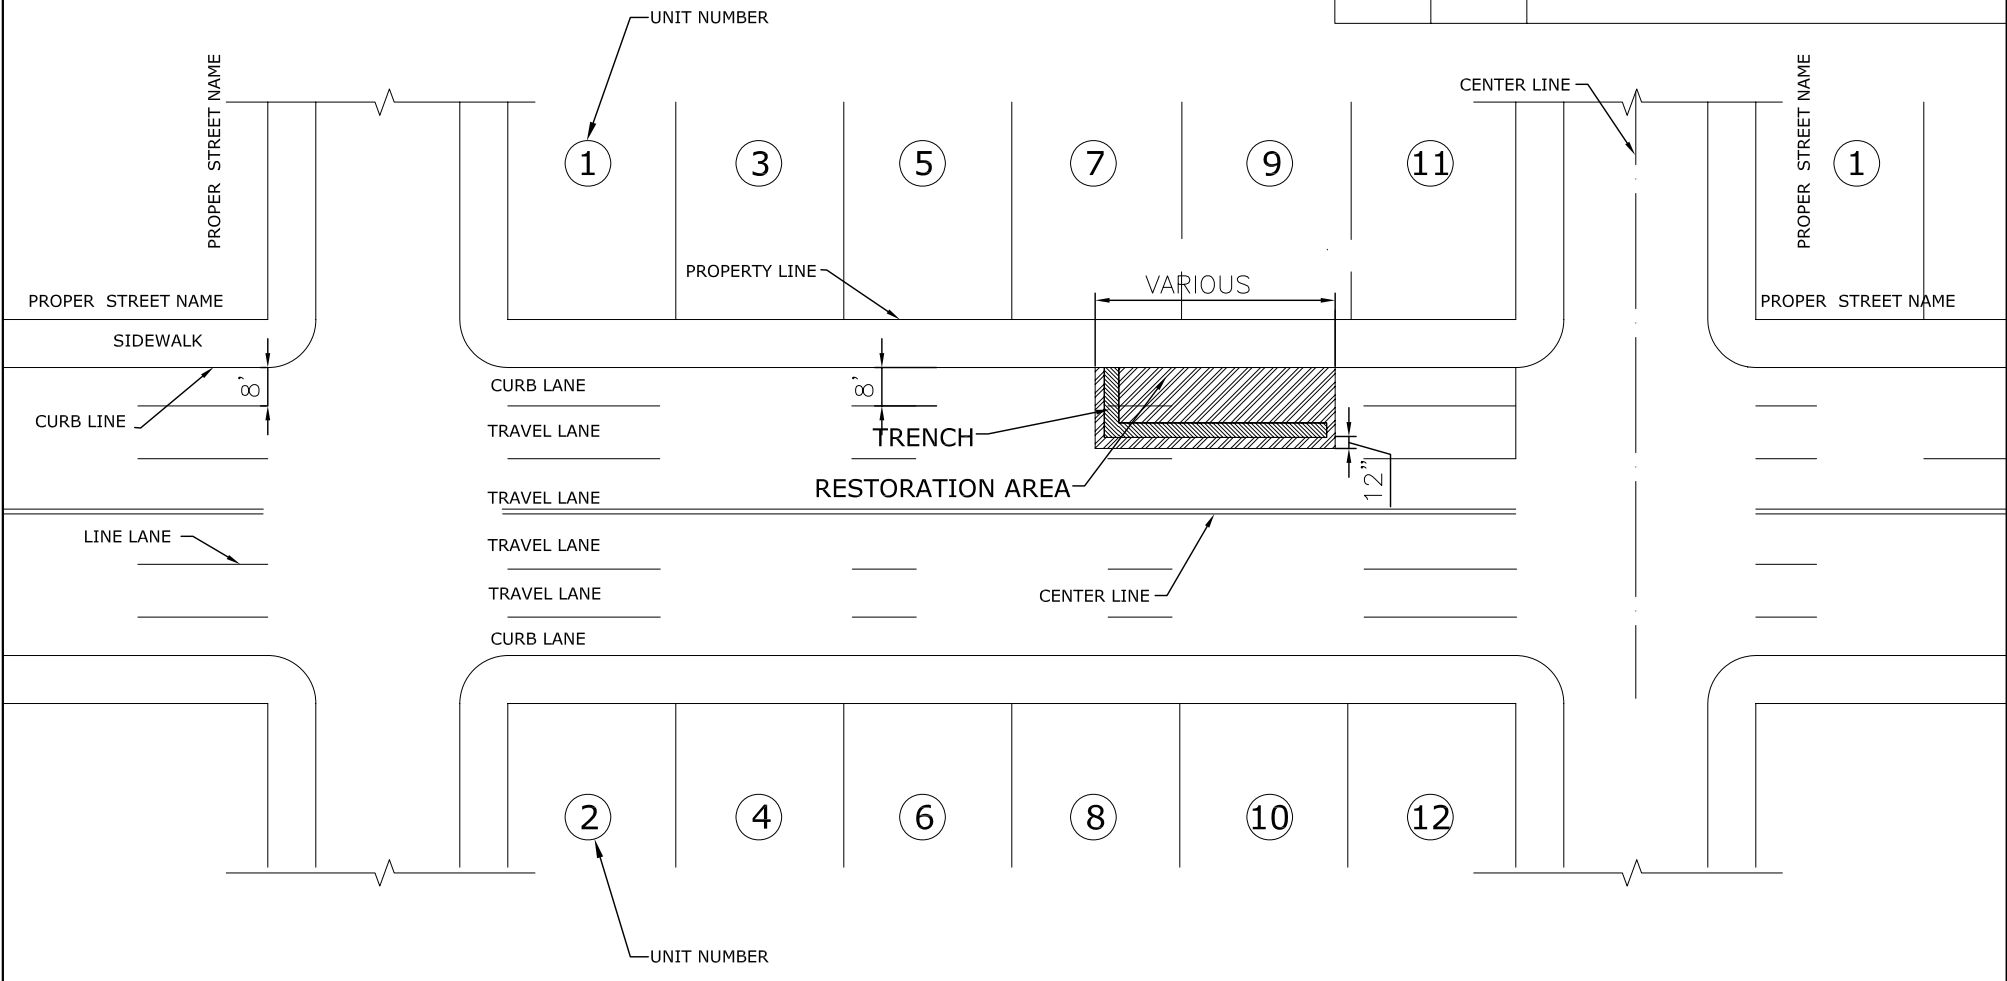 UNIT NUMBER
PROPER STREET NAME
CENTER LINE
PROPER STREET NAME
1
3
5
7
9
11
1
PROPERTY LINE
VARIOUS
PROPER STREET NAME
PROPER STREET NAME
SIDEWALK
8'
CURB LANE
8'
CURB LINE
TRAVEL LANE
TRENCH
RESTORATION AREA
12"
TRAVEL LANE
LINE LANE
TRAVEL LANE
TRAVEL LANE
CENTER LINE
CURB LANE
2
4
6
8
10
12
UNIT NUMBER